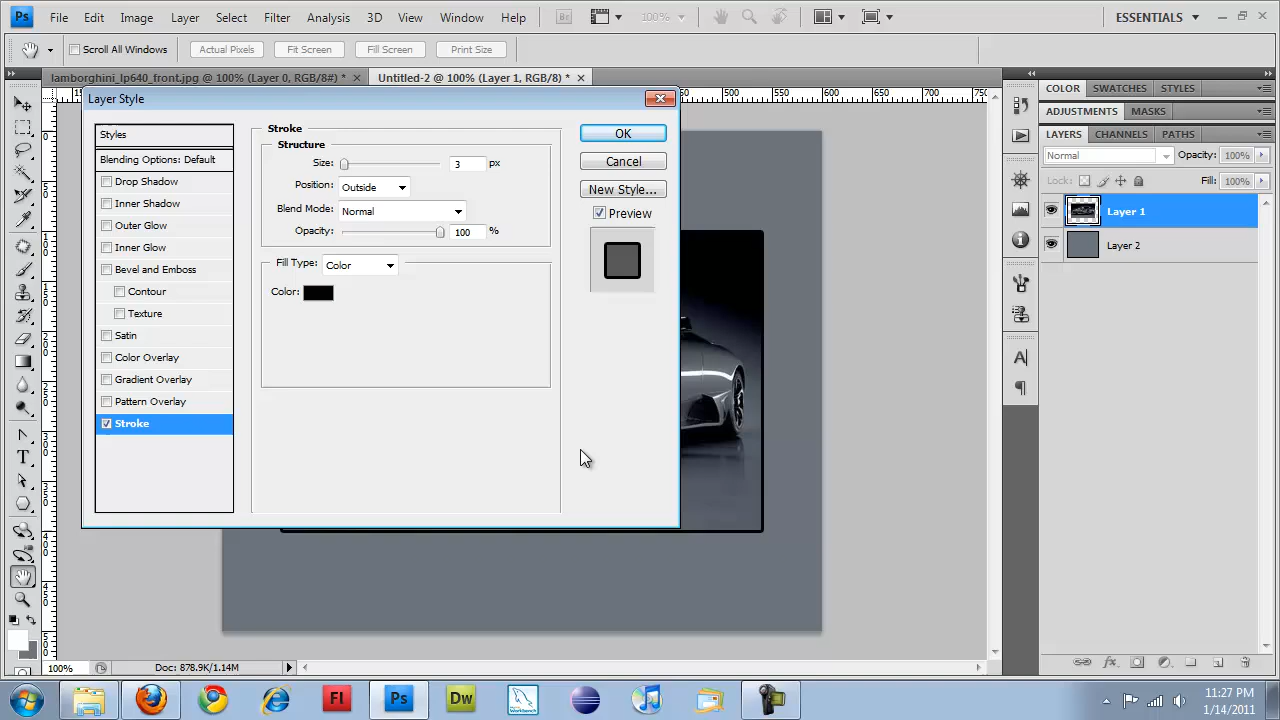 Ps File Edit Image Layer Select Filter Analysis 3D View Window Help Br 100% ESSENTIALS
Scroll All Windows Actual Pixels Fit Screen Fill Screen Print Size
lamborghini_lp640_front.jpg @ 100% (Layer 0, RGB/8#) * Untitled-2 @ 100% (Layer 1, RGB/8) *
500 550 600 650 700 750
Layer Style
Styles
Blending Options: Default
Drop Shadow
Inner Shadow
Outer Glow
Inner Glow
Bevel and Emboss
Contour
Texture
Satin
Color Overlay
Gradient Overlay
Pattern Overlay
Stroke
Stroke
Structure
Size: 3 px
Position: Outside
Blend Mode: Normal
Opacity: 100 %
Fill Type: Color
Color:
OK
Cancel
New Style...
Preview
COLOR SWATCHES STYLES
ADJUSTMENTS MASKS
LAYERS CHANNELS PATHS
Normal Opacity: 100%
Lock: Fill: 100%
Layer 1
Layer 2
100% Doc: 878.9K/1.14M
Fl Ps Dw Workbench
11:27 PM
1/14/2011